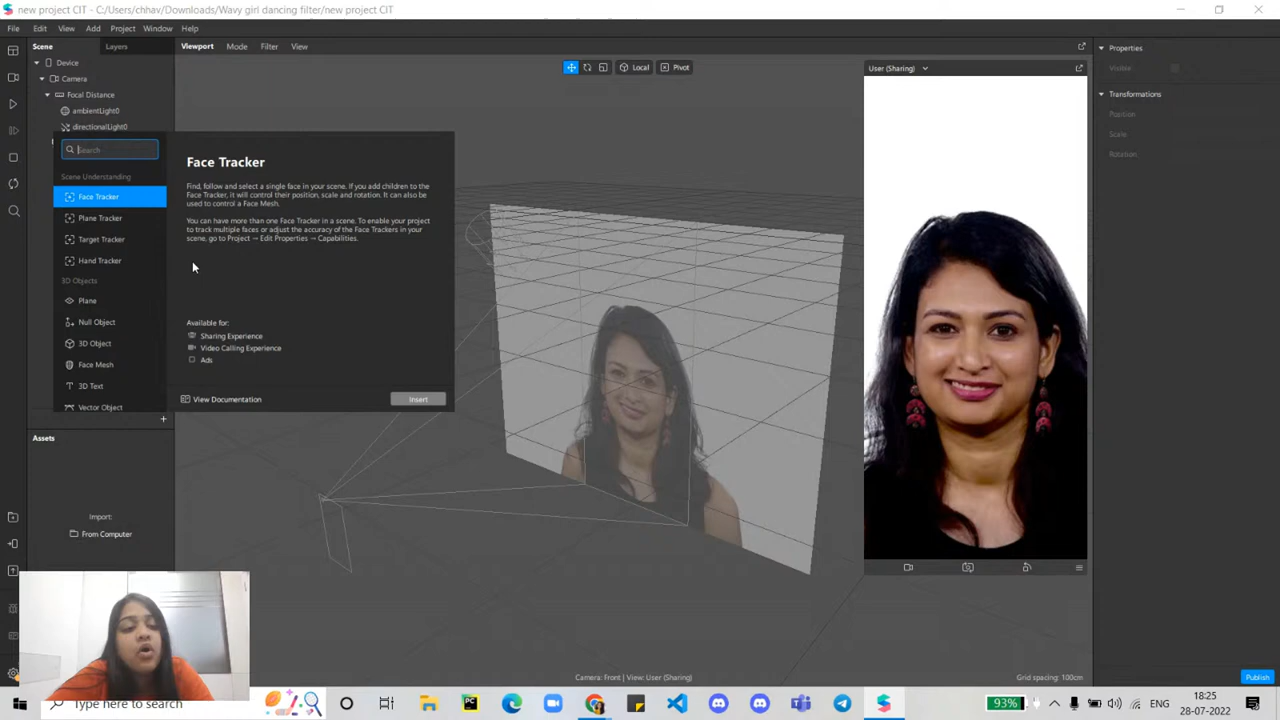 new project CIT - C:/Users/chhav/Downloads/Wavy girl dancing filter/new project CIT
File Edit View Add Project Window Help
Scene Layers
Viewport Mode Filter View
Properties
Device
Local Pivot
User (Sharing)
Visible
Camera
Focal Distance
Transformations
ambientLight0
Position
directionalLight0
Scale
Search
Rotation
Face Tracker
Scene Understanding
Find, follow and select a single face in your scene. If you add children to the
Face Tracker, it will control their position, scale and rotation. It can also be
used to control a Face Mesh.
Face Tracker
Plane Tracker
You can have more than one Face Tracker in a scene. To enable your project
to track multiple faces or adjust the accuracy of the Face Trackers in your
scene, go to Project → Edit Properties → Capabilities.
Target Tracker
Hand Tracker
3D Objects
Plane
Null Object
Available for:
Sharing Experience
3D Object
Video Calling Experience
Ads
Face Mesh
3D Text
View Documentation Insert
Vector Object
Assets
Import:
From Computer
Camera: Front | View: User (Sharing)
Grid spacing: 100cm
Publish
Type here to search
93%
ENG
18:25
28-07-2022